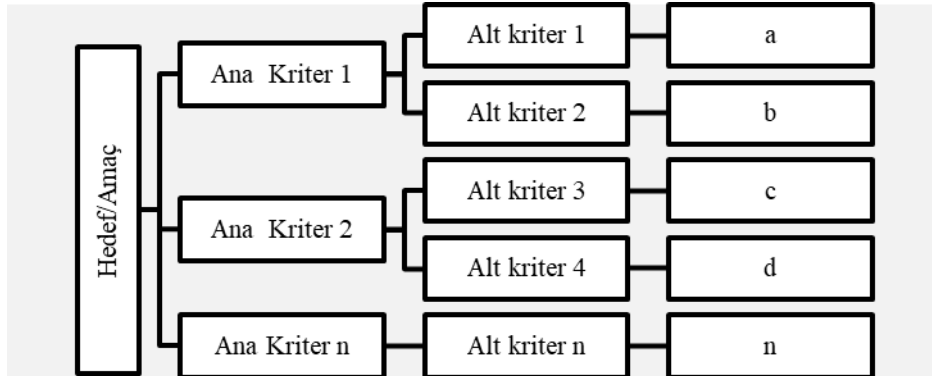 Hedef/Amaç
Ana Kriter 1
Alt kriter 1
a
Alt kriter 2
b
Ana Kriter 2
Alt kriter 3
c
Alt kriter 4
d
Ana Kriter n
Alt kriter n
n